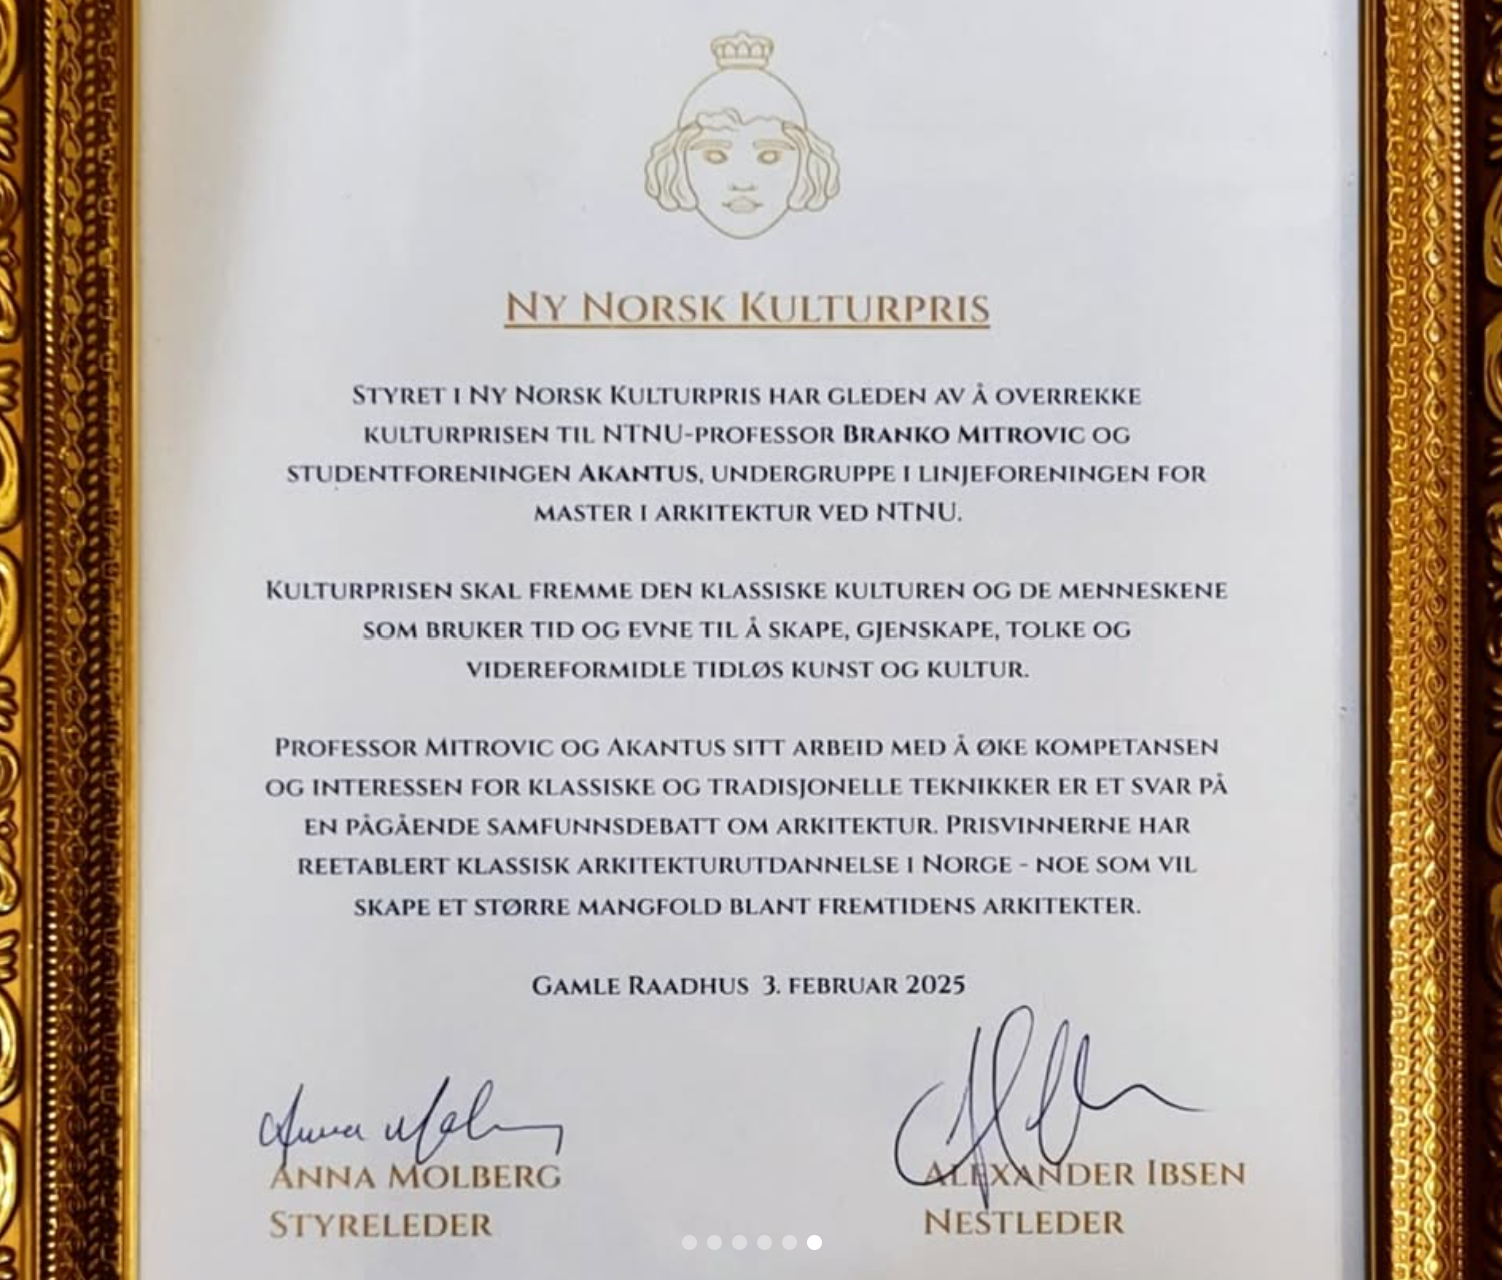 Ny Norsk Kulturpris
Styret i Ny Norsk Kulturpris har gleden av å overrekke
kulturprisen til NTNU-professor Branko Mitrovic og
studentforeningen Akantus, undergruppe i linjeforeningen for
master i arkitektur ved NTNU.
Kulturprisen skal fremme den klassiske kulturen og de menneskene
som bruker tid og evne til å skape, gjenskape, tolke og
videreformidle tidløs kunst og kultur.
Professor Mitrovic og Akantus sitt arbeid med å øke kompetansen
og interessen for klassiske og tradisjonelle teknikker er et svar på
en pågående samfunnsdebatt om arkitektur. Prisvinnerne har
reetablert klassisk arkitekturutdannelse i Norge - noe som vil
skape et større mangfold blant fremtidens arkitekter.
Gamle Raadhus 3. februar 2025
Anna Molberg
Anna Molberg
Styreleder
Alexander Ibsen
Nestleder